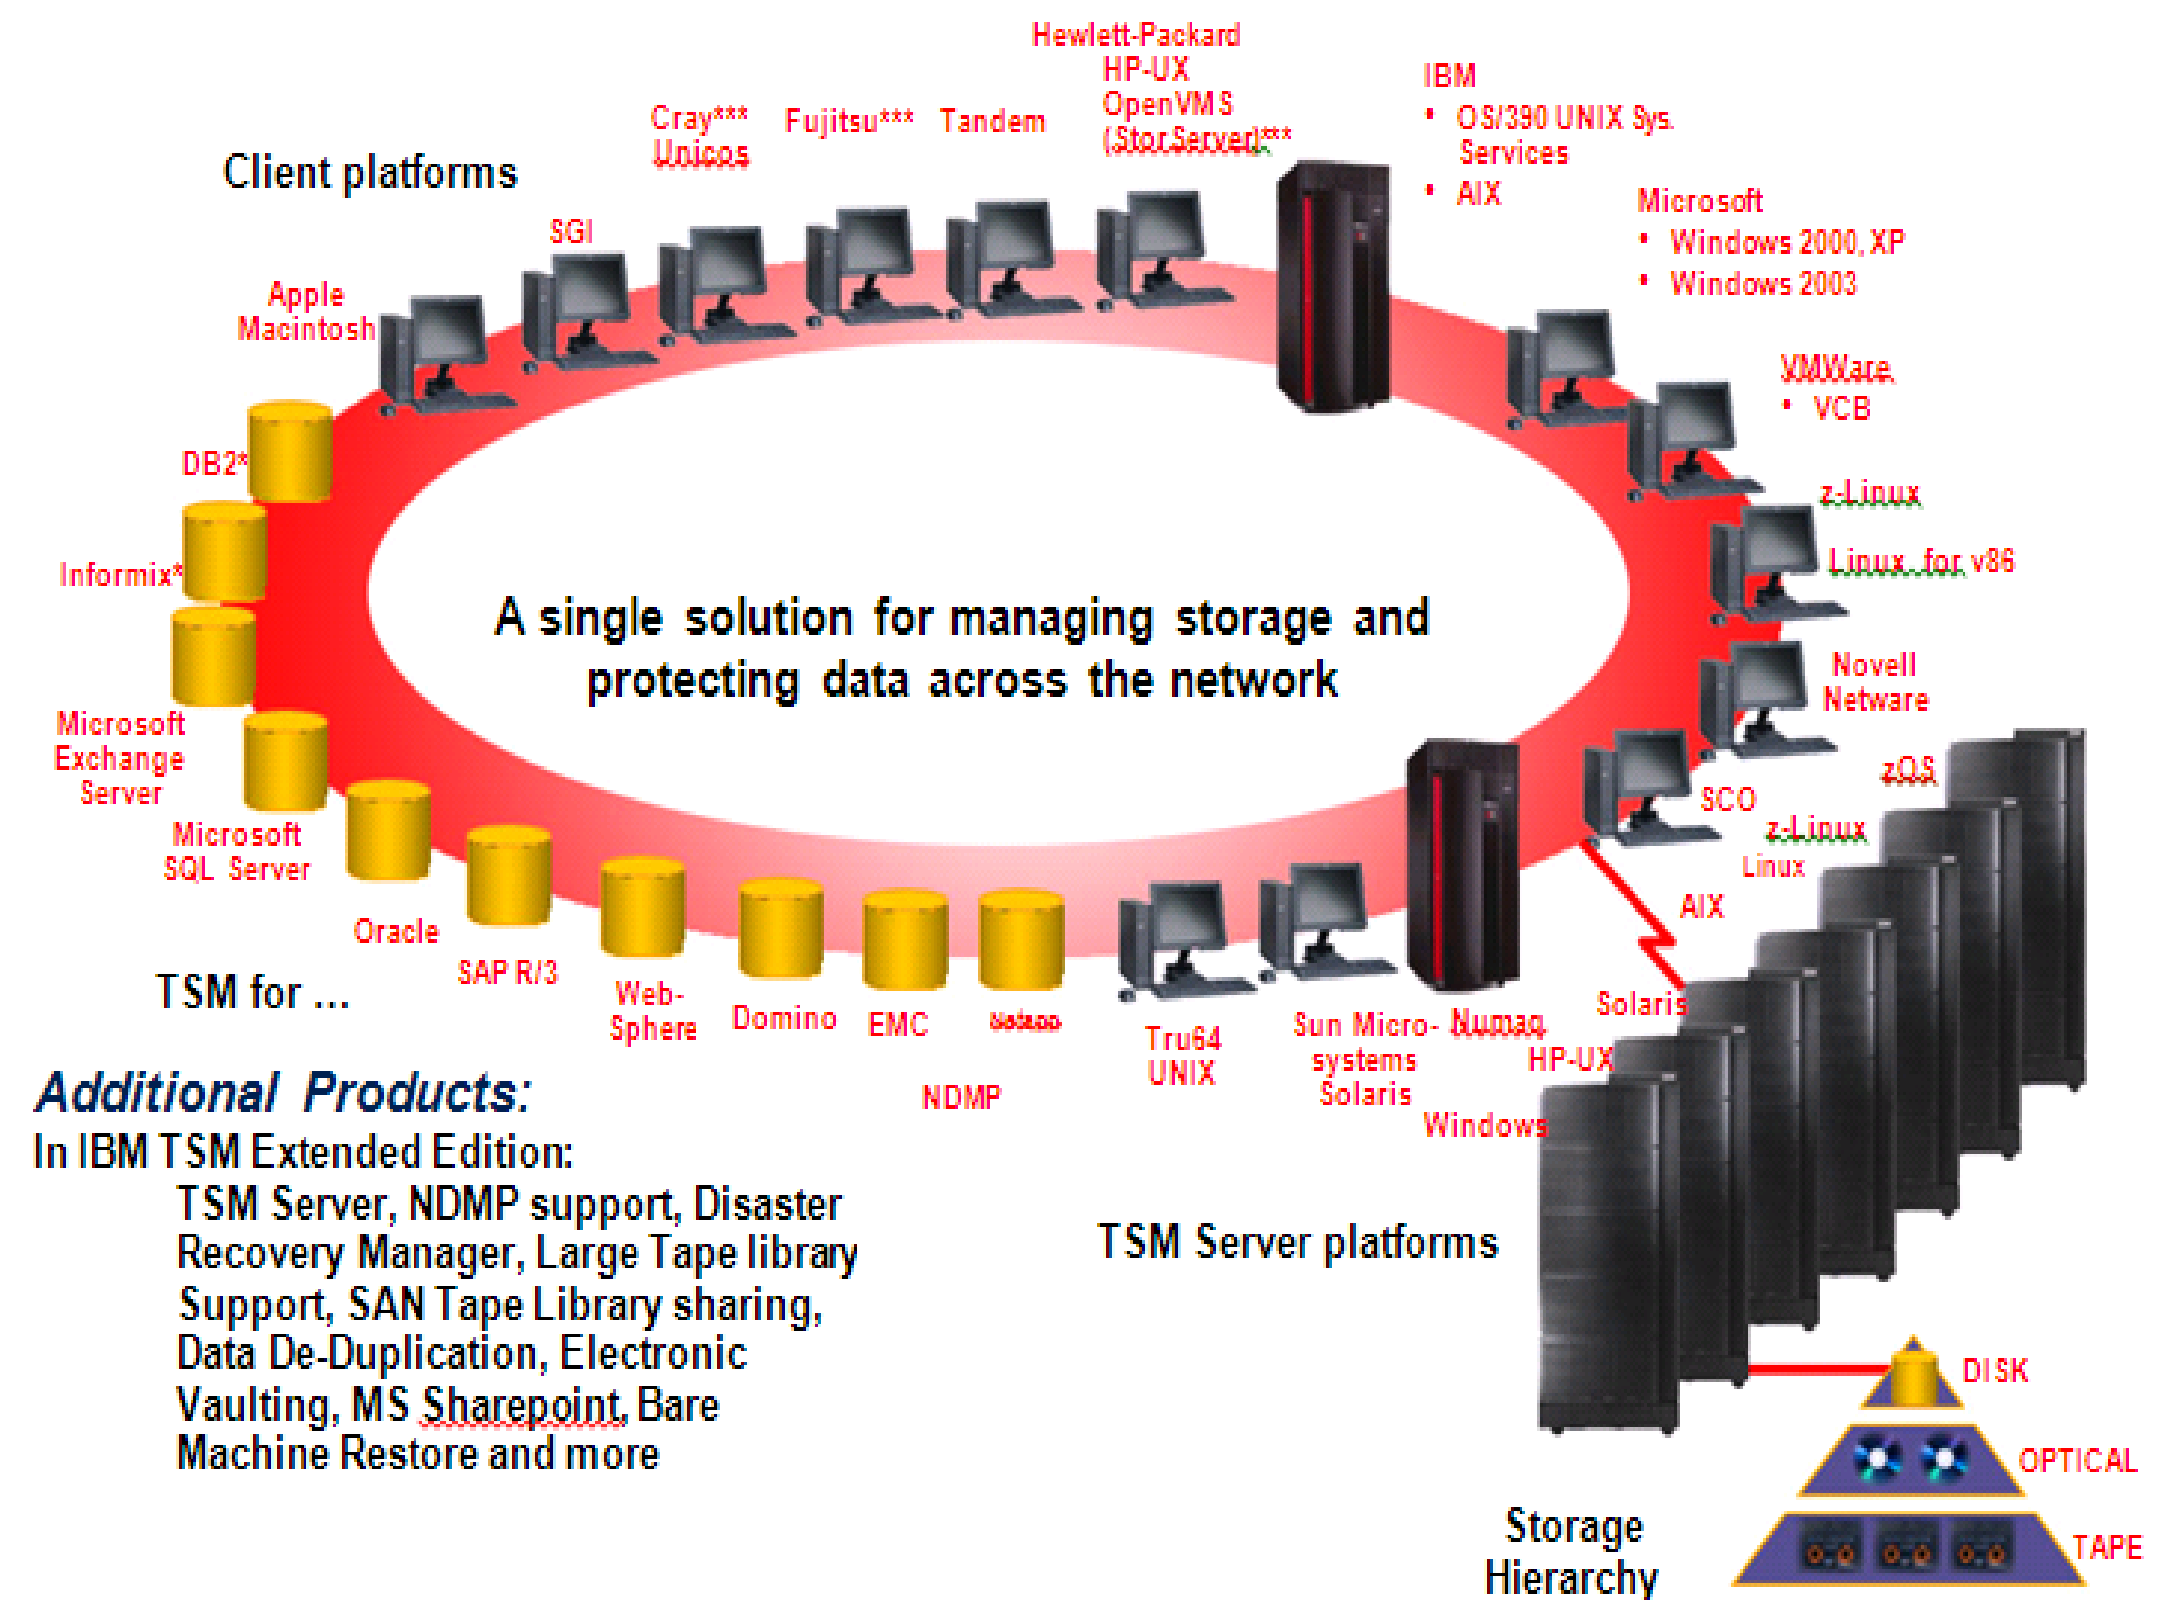 Hewlett-Packard
HP-UX
OpenVMS
(StorServer)***
IBM
• OS/390 UNIX Sys.
Services
• AIX
Cray***
Unicos
Fujitsu***
Tandem
Client platforms
Microsoft
• Windows 2000, XP
• Windows 2003
SGI
Apple
Macintosh
VMWare
• VCB
DB2*
z-Linux
Informix*
Linux for v86
A single solution for managing storage and
protecting data across the network
Novell
Netware
Microsoft
Exchange
Server
zOS
SCO
z-Linux
Linux
Microsoft
SQL Server
AIX
Oracle
SAP R/3
TSM for ...
Web-
Sphere
Domino
EMC
Solaris
Tru64
UNIX
Sun Micro-
systems
Solaris
Numaq
HP-UX
NDMP
Windows
Additional Products:
In IBM TSM Extended Edition:
TSM Server, NDMP support, Disaster
Recovery Manager, Large Tape library
Support, SAN Tape Library sharing,
Data De-Duplication, Electronic
Vaulting, MS Sharepoint, Bare
Machine Restore and more
TSM Server platforms
DISK
OPTICAL
TAPE
Storage
Hierarchy